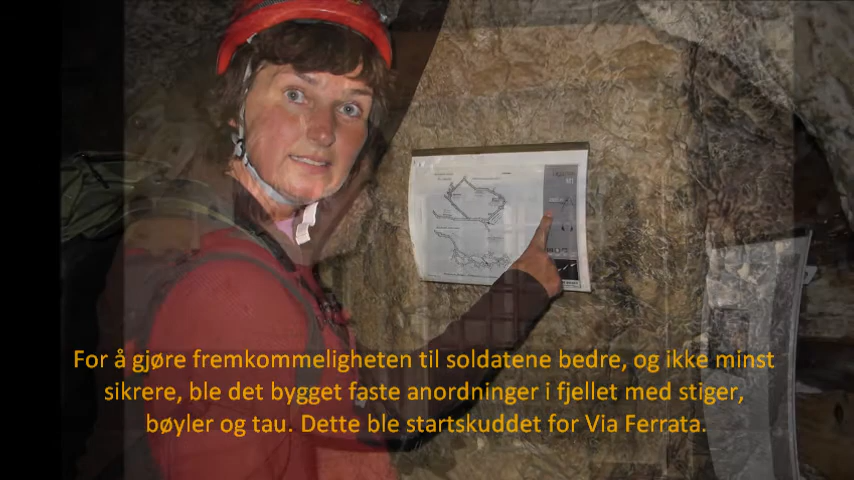 For å gjøre fremkommeligheten til soldatene bedre, og ikke minst
sikrere, ble det bygget faste anordninger i fjellet med stiger,
bøyler og tau. Dette ble startskuddet for Via Ferrata.